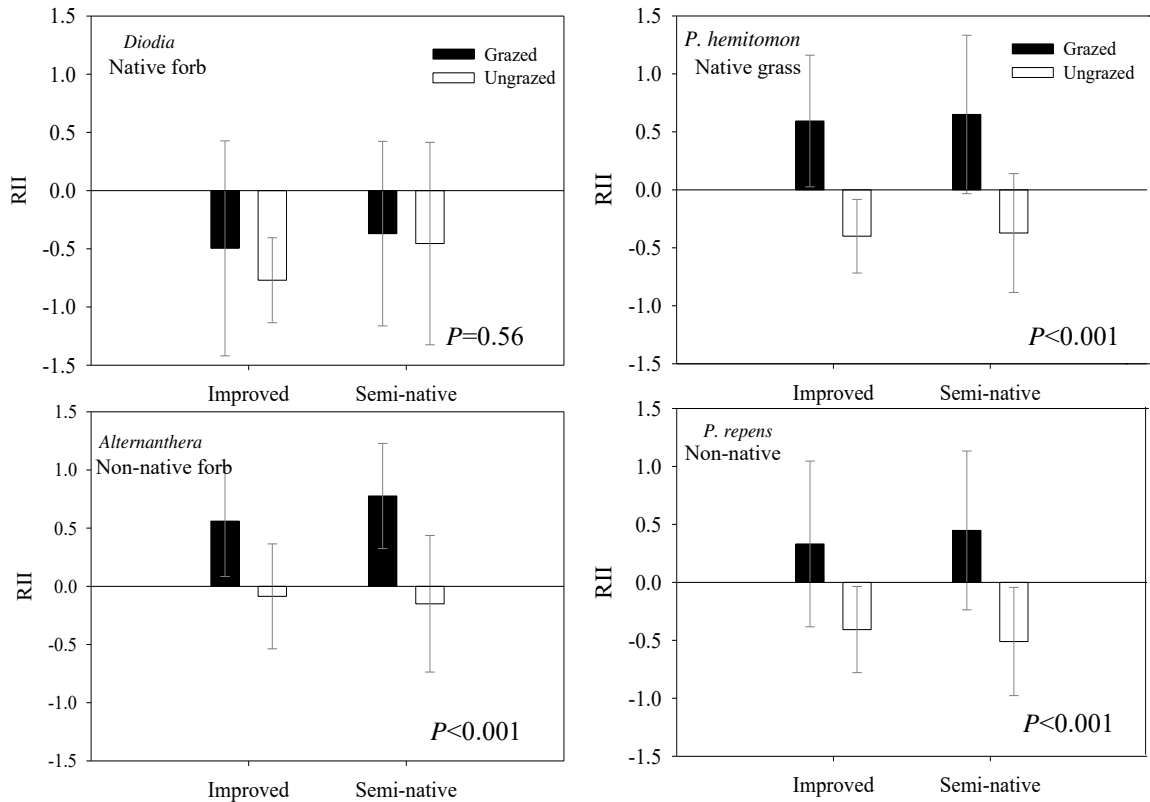 1.5
1.0
0.5
0.0
-0.5
-1.0
-1.5
RII
Diodia
Native forb
Grazed
Ungrazed
P=0.56
Improved
Semi-native
1.5
1.0
0.5
0.0
-0.5
-1.0
-1.5
RII
P. hemitomon
Native grass
Grazed
Ungrazed
P<0.001
Improved
Semi-native
1.5
1.0
0.5
0.0
-0.5
-1.0
-1.5
RII
Alternanthera
Non-native forb
P<0.001
Improved
Semi-native
1.5
1.0
0.5
0.0
-0.5
-1.0
-1.5
RII
P. repens
Non-native
P<0.001
Improved
Semi-native